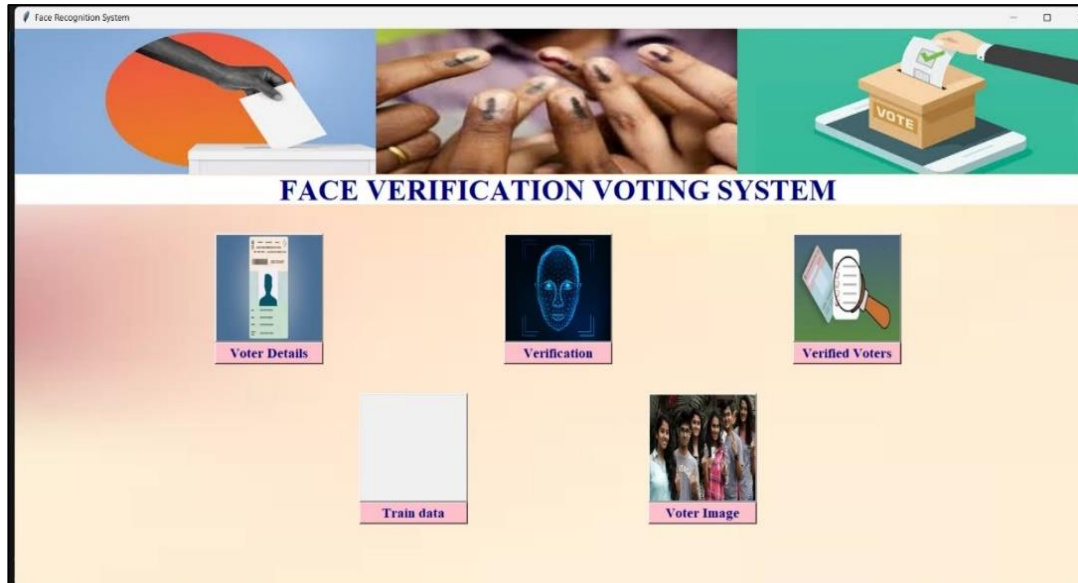 Face Recognition System
VOTE
FACE VERIFICATION VOTING SYSTEM
Voter Details
Verification
Verified Voters
Train data
Voter Image